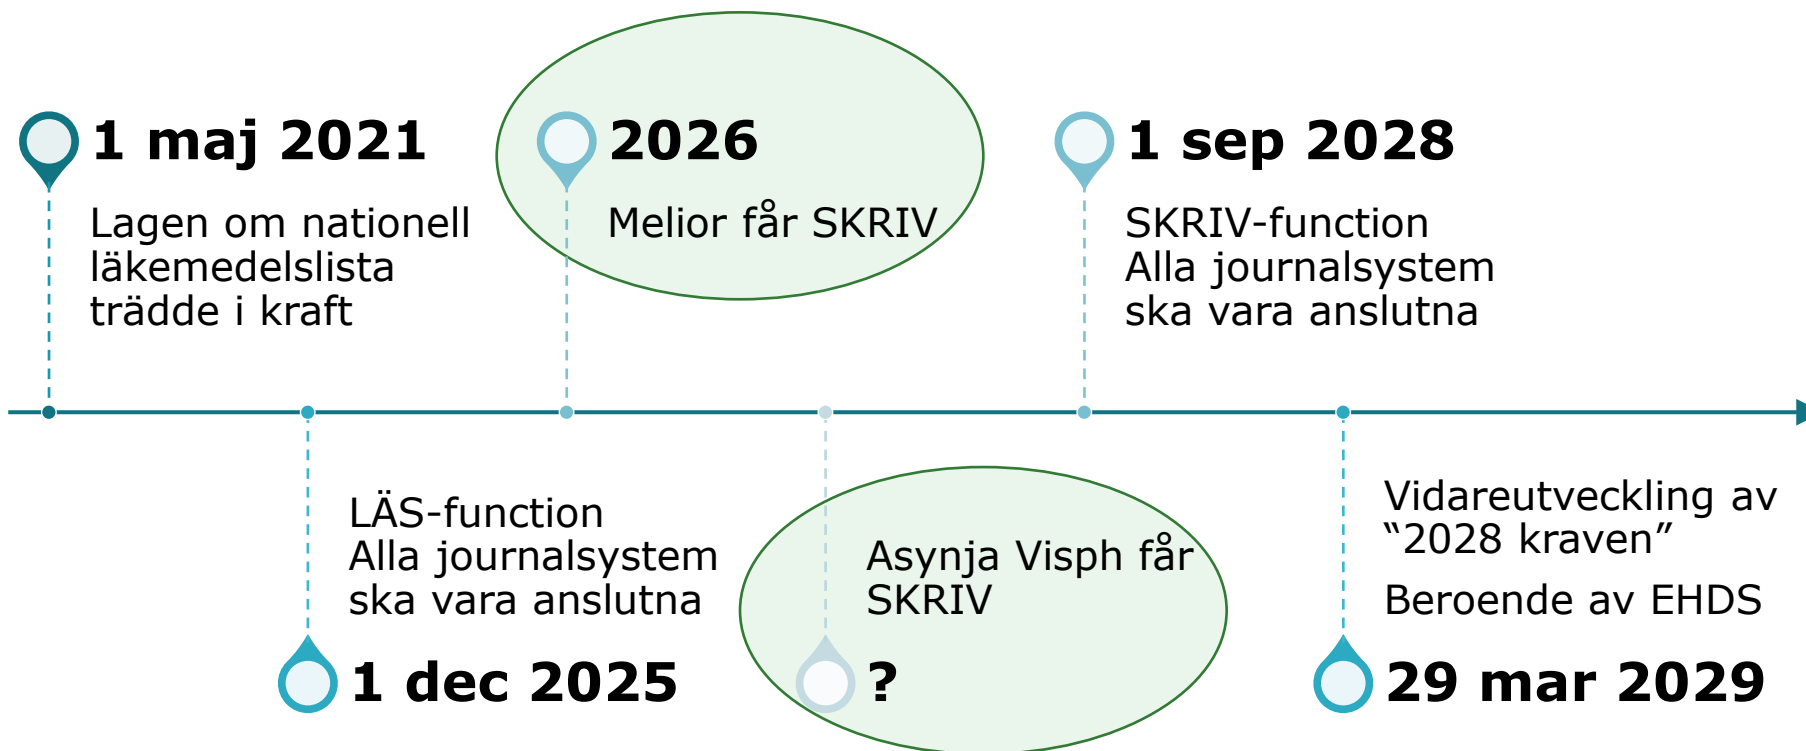 1 maj 2021
Lagen om nationell
läkemedelslista
trädde i kraft
LÄS-function
Alla journalsystem
ska vara anslutna
1 dec 2025
2026
Melior får SKRIV
Asynja Visph får
SKRIV
?
1 sep 2028
SKRIV-function
Alla journalsystem
ska vara anslutna
Vidareutveckling av
“2028 kraven”
Beroende av EHDS
29 mar 2029